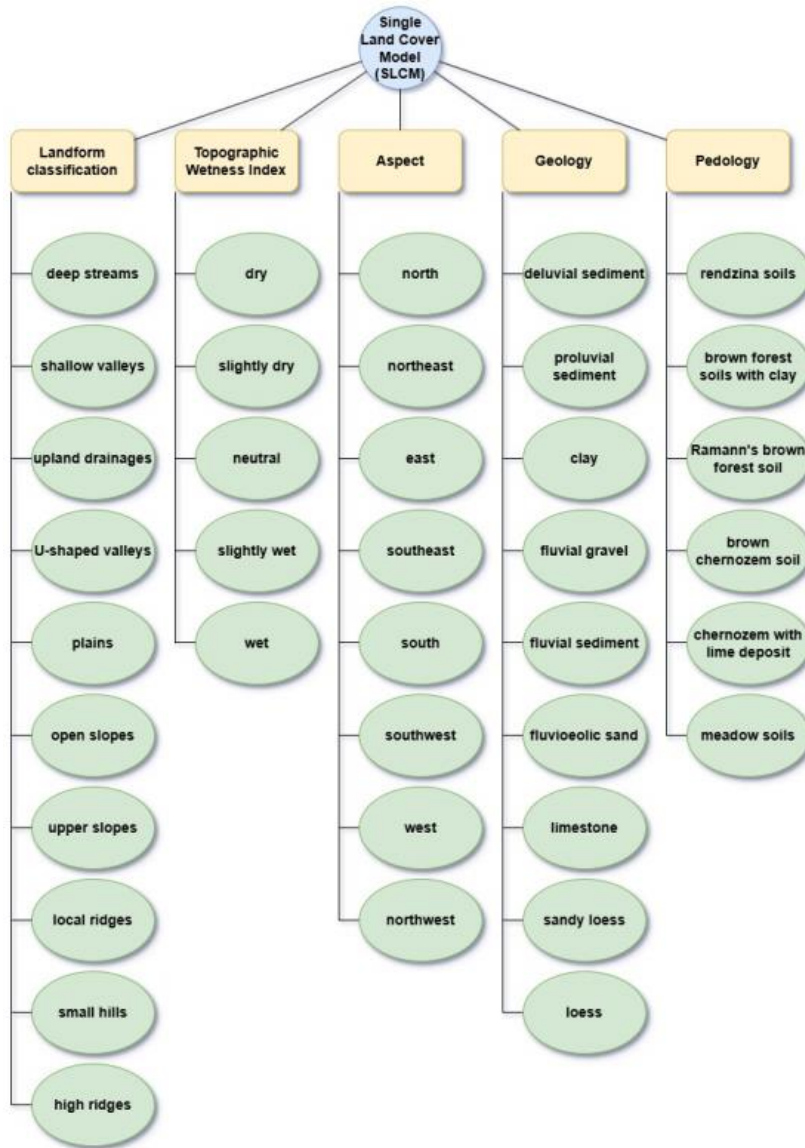 Single
Land Cover
Model
(SLCM)
Landform
classification
Topographic
Wetness Index
Aspect
Geology
Pedology
deep streams
shallow valleys
upland drainages
U-shaped valleys
plains
open slopes
upper slopes
local ridges
small hills
high ridges
dry
slightly dry
neutral
slightly wet
wet
north
northeast
east
southeast
south
southwest
west
northwest
deluvial sediment
proluvial
sediment
clay
fluvial gravel
fluvial sediment
fluvioeolic sand
limestone
sandy loess
loess
rendzina soils
brown forest
soils with clay
Ramann's brown
forest soil
brown
chernozem soil
chernozem with
lime deposit
meadow soils